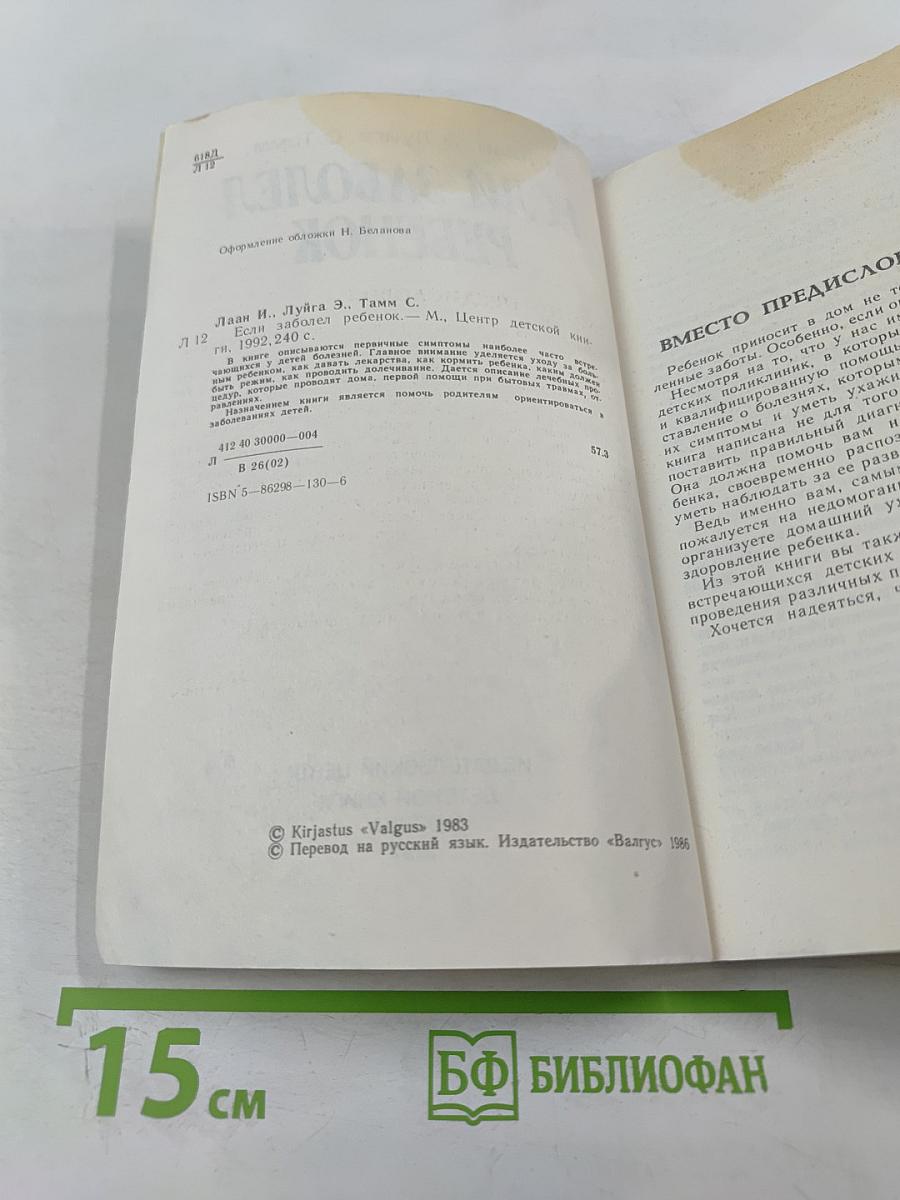 618Л
Л 12
Оформление обложки Н. Беланова
Лаан И., Луйга Э., Тамм С.
Л 12 Если заболел ребенок.— М., Центр детской кни-
ги, 1992, 240 с.
В книге описываются первичные симптомы наиболее часто встре-
чающихся у детей болезней. Главное внимание уделяется уходу за боль-
ным ребенком, как давать лекарства, как кормить ребенка, каким должен
быть режим, как проводить долечивание. Дается описание лечебных про-
цедур, которые проводят дома, первой помощи при бытовых травмах, от-
равлениях.
Назначением книги является помочь родителям ориентироваться в
заболеваниях детей.
Л 412 40 30000—004
В 26(02)
57.3
ISBN 5—86298—130—6
© Kirjastus «Valgus» 1983
© Перевод на русский язык. Издательство «Валгус» 1986
ВМЕСТО ПРЕДИСЛО
Ребенок приносит в дом не т
ленные заботы. Особенно, если о
Несмотря на то, что у нас им
детских поликлиник, в которы
и квалифицированную помощь
ставление о болезнях, которым
их симптомы и уметь ухажи
книга написана не для того
поставить правильный диагн
Она должна помочь вам н
бенка, своевременно распоз
уметь наблюдать за ее разв
Ведь именно вам, самым
пожалуется на недомогани
организуете домашний ух
здоровление ребенка.
Из этой книги вы такж
встречающихся детских
проведения различных п
Хочется надеяться, ч
15 см
БФ БИБЛИОФАН